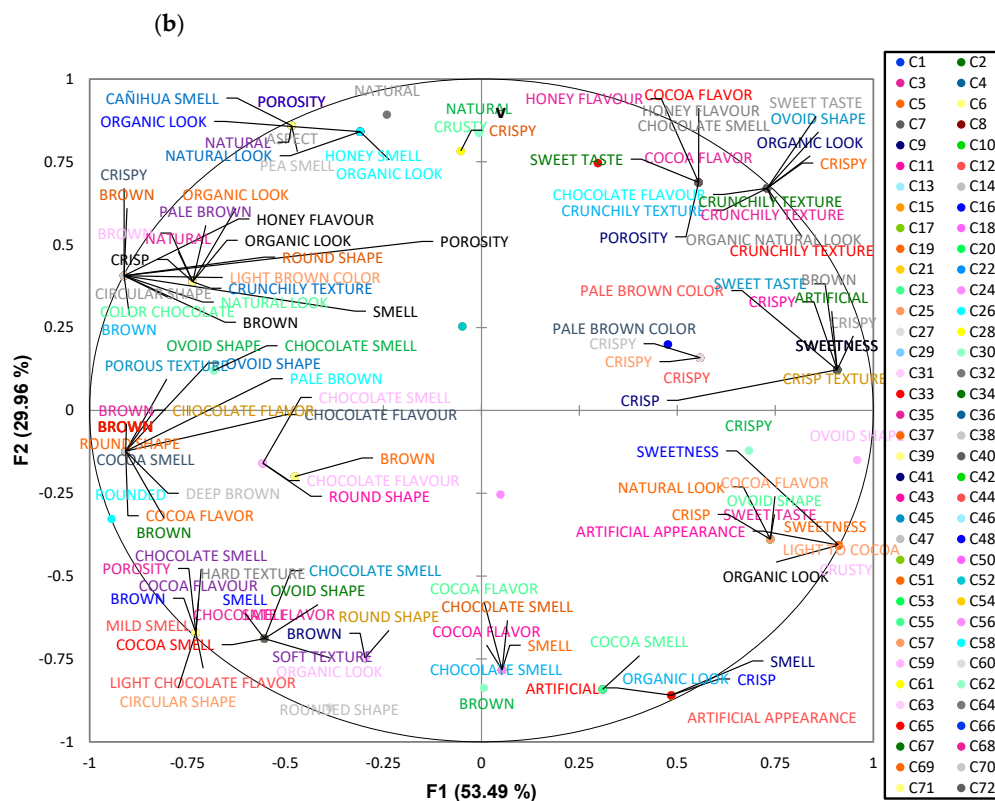 (b)
1
NATURAL
CAÑIHUA SMELL
POROSITY
NATURAL
HONEY FLAVOUR
COCOA FLAVOR
SWEET TASTE
V
HONEY FLAVOUR
OVOID SHAPE
ORGANIC LOOK
CRUSTY
CRISPY
CHOCOLATE SMELL
NATURAL
ASPECT
ORGANIC LOOK
NATURAL LOOK
HONEY SMELL
SWEET TASTE
COCOA FLAVOR
CRISPY
0.75
PEA SMELL
ORGANIC LOOK
CRISPY
BROWN
ORGANIC LOOK
CHOCOLATE FLAVOUR
CRUNCHILY TEXTURE
PALE BROWN
CRUNCHILY TEXTURE
CRUNCHILY TEXTURE
HONEY FLAVOUR
BROWN
NATURAL
ORGANIC LOOK
POROSITY
POROSITY
ORGANIC NATURAL LOOK
0.5
CRISP
ROUND SHAPE
CRUNCHILY TEXTURE
LIGHT BROWN COLOR
CRUNCHILY TEXTURE
SWEET TASTE
BROWN
CIRCULAR SHAPE
NATURAL LOOK
SMELL
PALE BROWN COLOR
CRISPY
ARTIFICIAL
COLOR CHOCOLATE
BROWN
BROWN
0.25
PALE BROWN COLOR
CRISPY
OVOID SHAPE
CHOCOLATE SMELL
CRISPY
SWEETNESS
POROUS TEXTURE
OVOID SHAPE
CRISPY
PALE BROWN
CRISPY
CRISP TEXTURE
CHOCOLATE SMELL
CRISP
0
BROWN
CHOCOLATE FLAVOR
CHOCOLATE FLAVOUR
BROWN
CRISPY
OVOID SHAPE
ROUND SHAPE
COCOA SMELL
BROWN
SWEETNESS
CHOCOLATE FLAVOUR
NATURAL LOOK
COCOA FLAVOR
-0.25
ROUNDED
DEEP BROWN
ROUND SHAPE
OVOID SHAPE
COCOA FLAVOR
CRISP
SWEET TASTE
SWEETNESS
BROWN
ARTIFICIAL APPEARANCE
LIGHT TO COCOA
CHOCOLATE SMELL
ORGANIC LOOK
CRUSTY
-0.5
POROSITY
HARD TEXTURE
CHOCOLATE SMELL
COCOA FLAVOUR
OVOID SHAPE
COCOA FLAVOR
BROWN
SMELL
CHOCOLATE FLAVOR
SMELL
ROUND SHAPE
CHOCOLATE SMELL
MILD SMELL
BROWN
COCOA FLAVOR
SMELL
COCOA SMELL
COCOA SMELL
SOFT TEXTURE
SMELL
-0.75
ORGANIC LOOK
CHOCOLATE SMELL
ORGANIC LOOK
CRISP
LIGHT CHOCOLATE FLAVOR
ARTIFICIAL
CIRCULAR SHAPE
ROUNDED SHAPE
BROWN
ARTIFICIAL APPEARANCE
-1
-1 -0.75 -0.5 -0.25 0 0.25 0.5 0.75 1
F1 (53.49 %)
F2 (29.96 %)
C1 C2
C3 C4
C5 C6
C7 C8
C9 C10
C11 C12
C13 C14
C15 C16
C17 C18
C19 C20
C21 C22
C23 C24
C25 C26
C27 C28
C29 C30
C31 C32
C33 C34
C35 C36
C37 C38
C39 C40
C41 C42
C43 C44
C45 C46
C47 C48
C49 C50
C51 C52
C53 C54
C55 C56
C57 C58
C59 C60
C61 C62
C63 C64
C65 C66
C67 C68
C69 C70
C71 C72